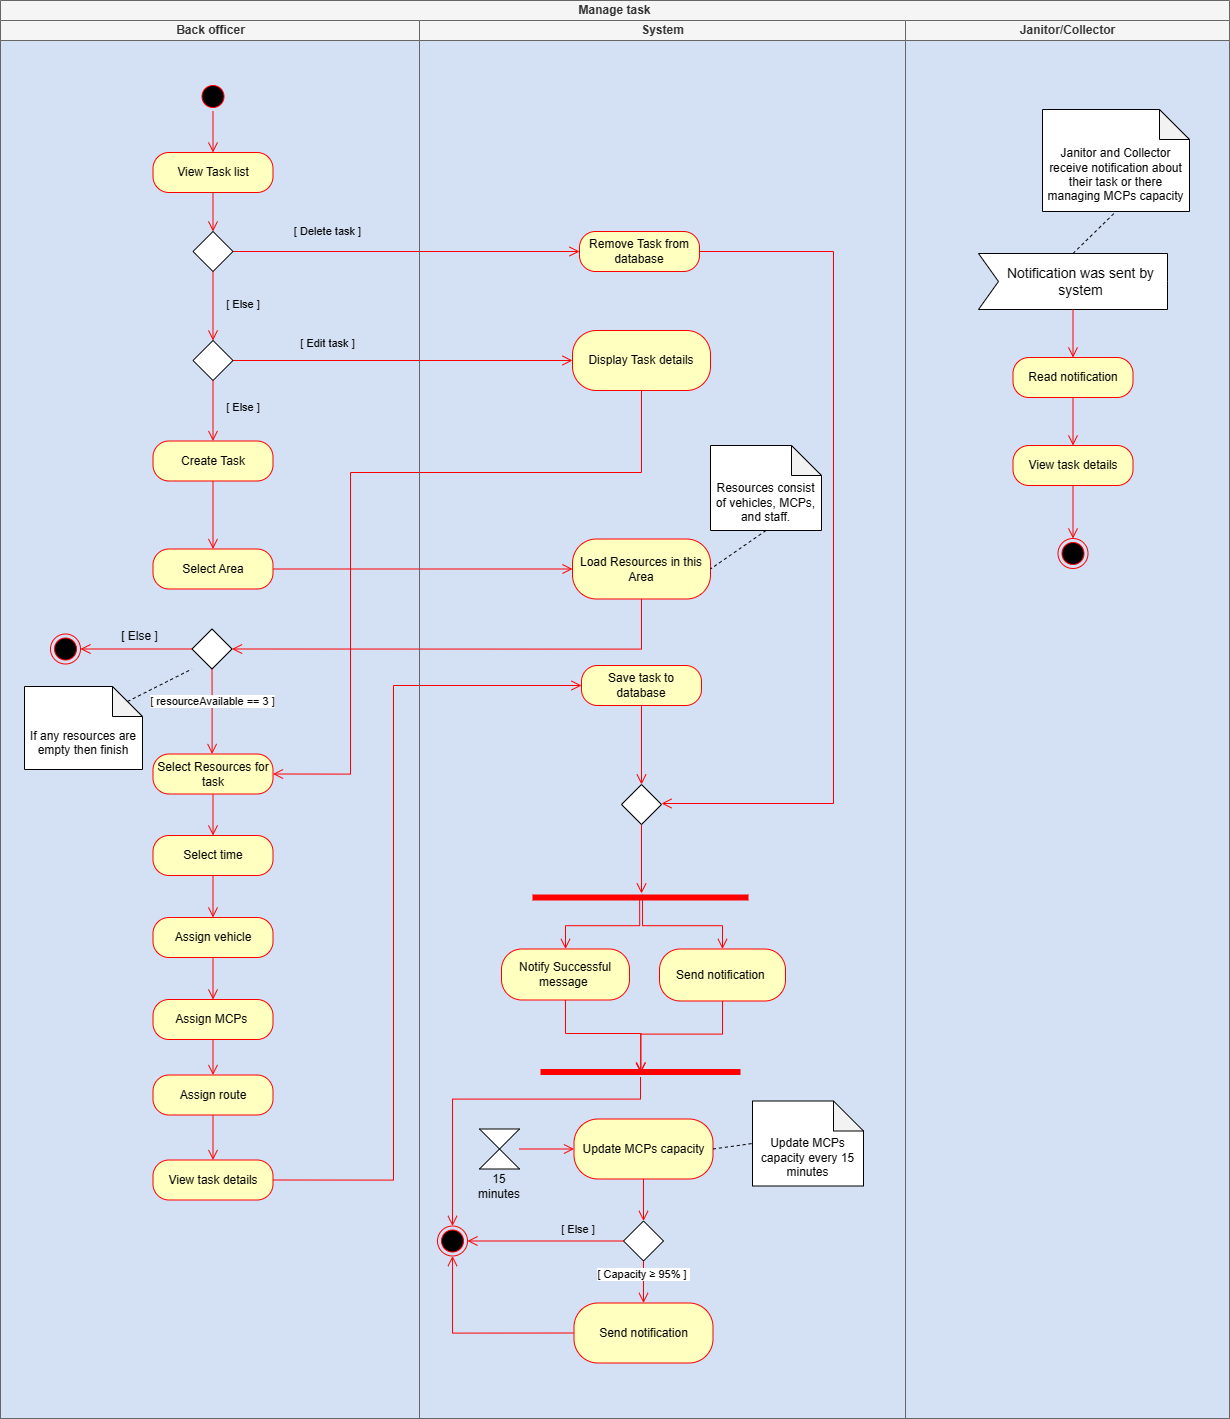 Manage task
Back officer
System
Janitor/Collector
Janitor and Collector
receive notification about
their task or there
managing MCPs capacity
View Task list
[ Delete task ]
Remove Task from
database
Notification was sent by
system
[ Else ]
[ Edit task ]
Display Task details
Read notification
[ Else ]
Create Task
View task details
Resources consist
of vehicles, MCPs,
and staff.
Select Area
Load Resources in this
Area
[ Else ]
Save task to
database
[ resourceAvailable == 3 ]
If any resources are
empty then finish
Select Resources for
task
Select time
Assign vehicle
Notify Successful
message
Send notification
Assign MCPs
Assign route
Update MCPs capacity
Update MCPs
capacity every 15
minutes
View task details
15
minutes
[ Else ]
[ Capacity ≥ 95% ]
Send notification